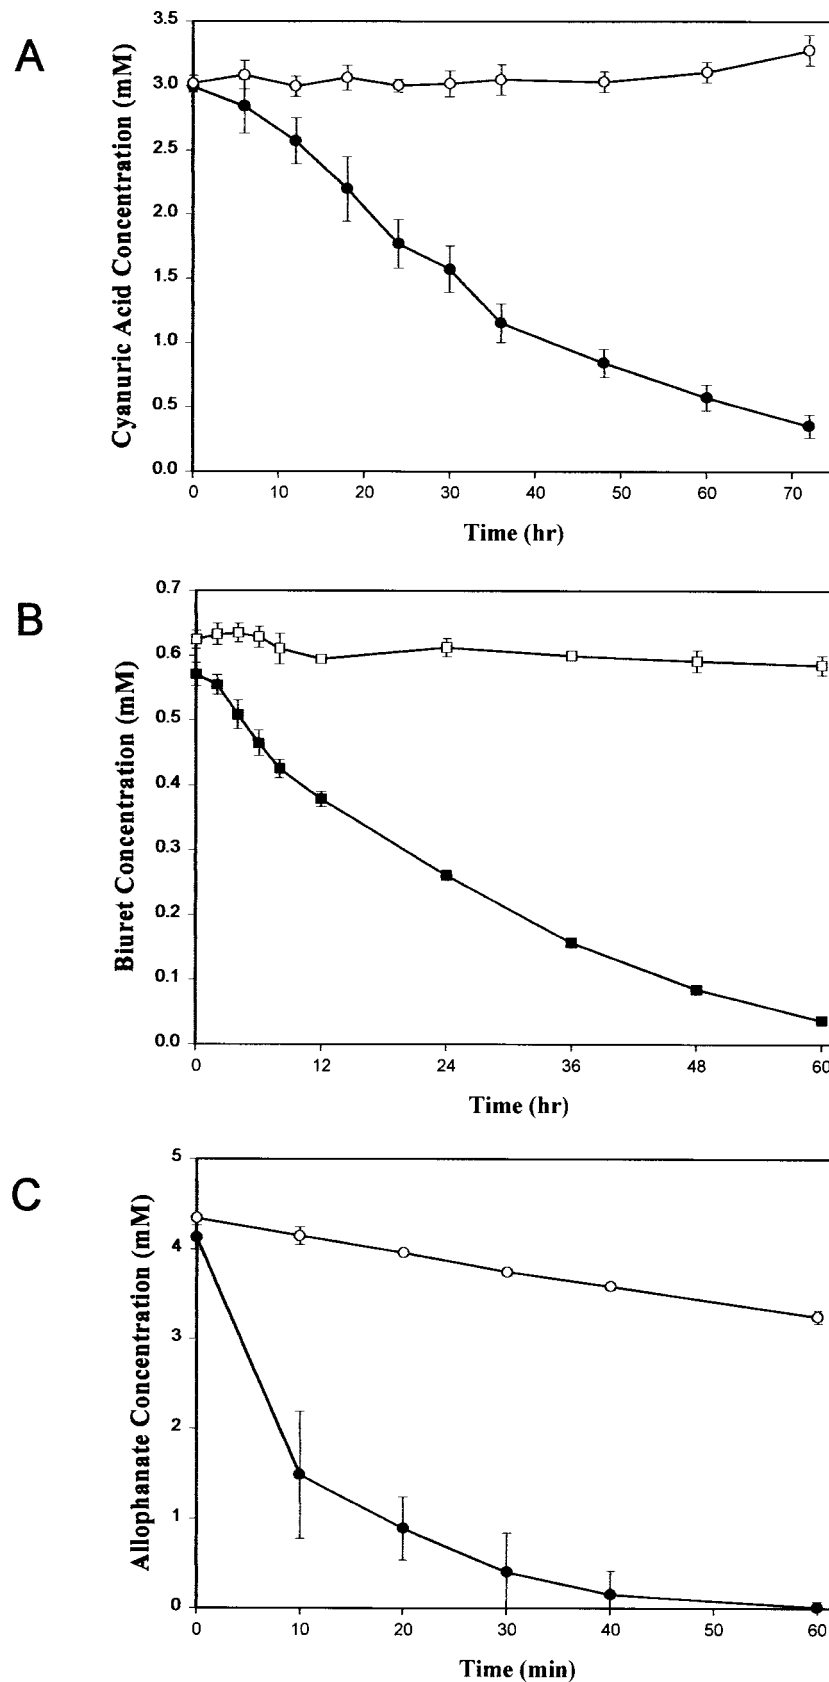 A
Cyanuric Acid Concentration (mM)
3.5
3.0
2.5
2.0
1.5
1.0
0.5
0.0
0 10 20 30 40 50 60 70
Time (hr)
B
Biuret Concentration (mM)
0.7
0.6
0.5
0.4
0.3
0.2
0.1
0.0
0 12 24 36 48 60
Time (hr)
C
Allophanate Concentration (mM)
5
4
3
2
1
0
0 10 20 30 40 50 60
Time (min)